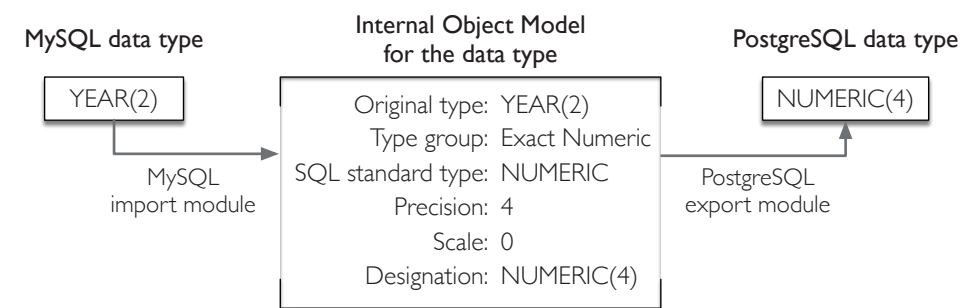 MySQL data type
Internal Object Model
for the data type
PostgreSQL data type
YEAR(2)
NUMERIC(4)
Original type: YEAR(2)
Type group: Exact Numeric
SQL standard type: NUMERIC
Precision: 4
Scale: 0
Designation: NUMERIC(4)
MySQL
import module
PostgreSQL
export module